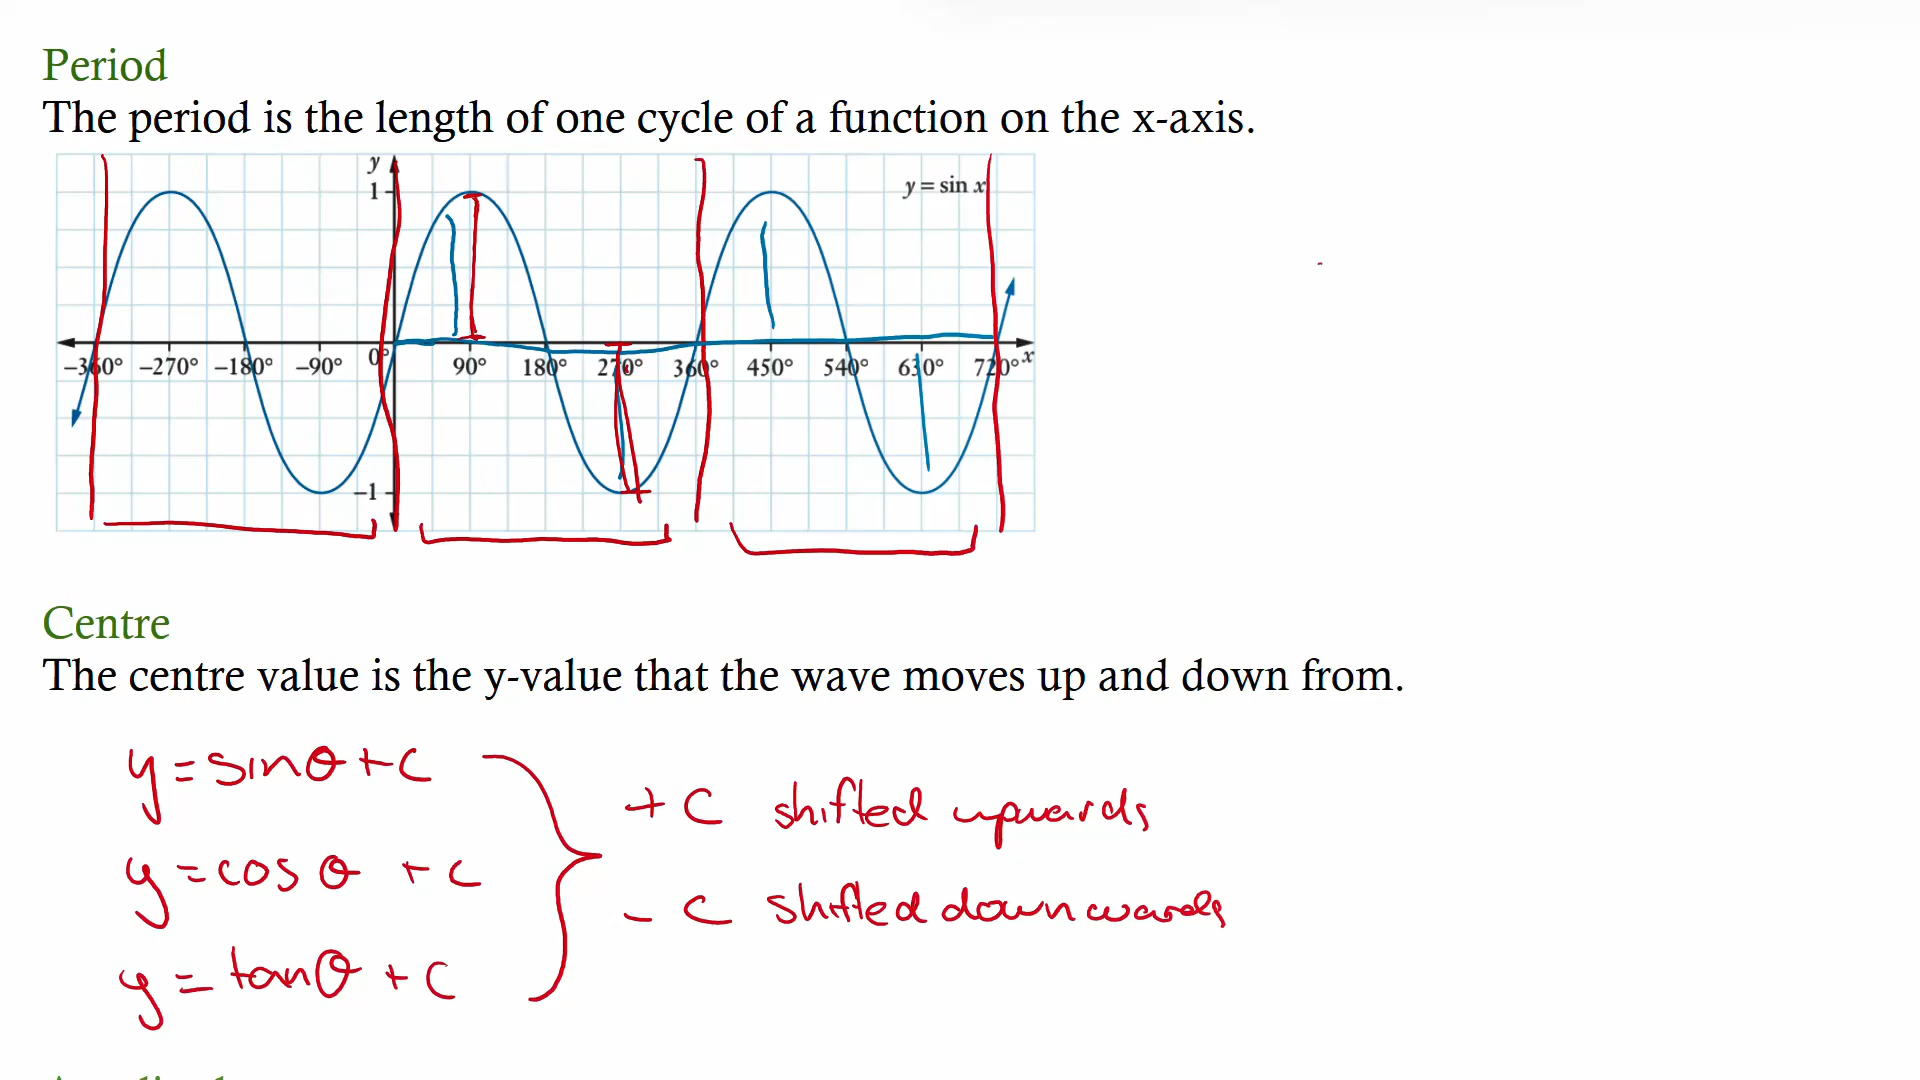 Period
The period is the length of one cycle of a function on the x-axis.
y
1
y = sin x
0°
−360° −270° −180° −90° 90° 180° 270° 360° 450° 540° 630° 720° x
−1
Centre
The centre value is the y-value that the wave moves up and down from.
y = sinθ + c
+ C shifted upwards
y = cos θ + c
− C shifted downwards
y = tanθ + c